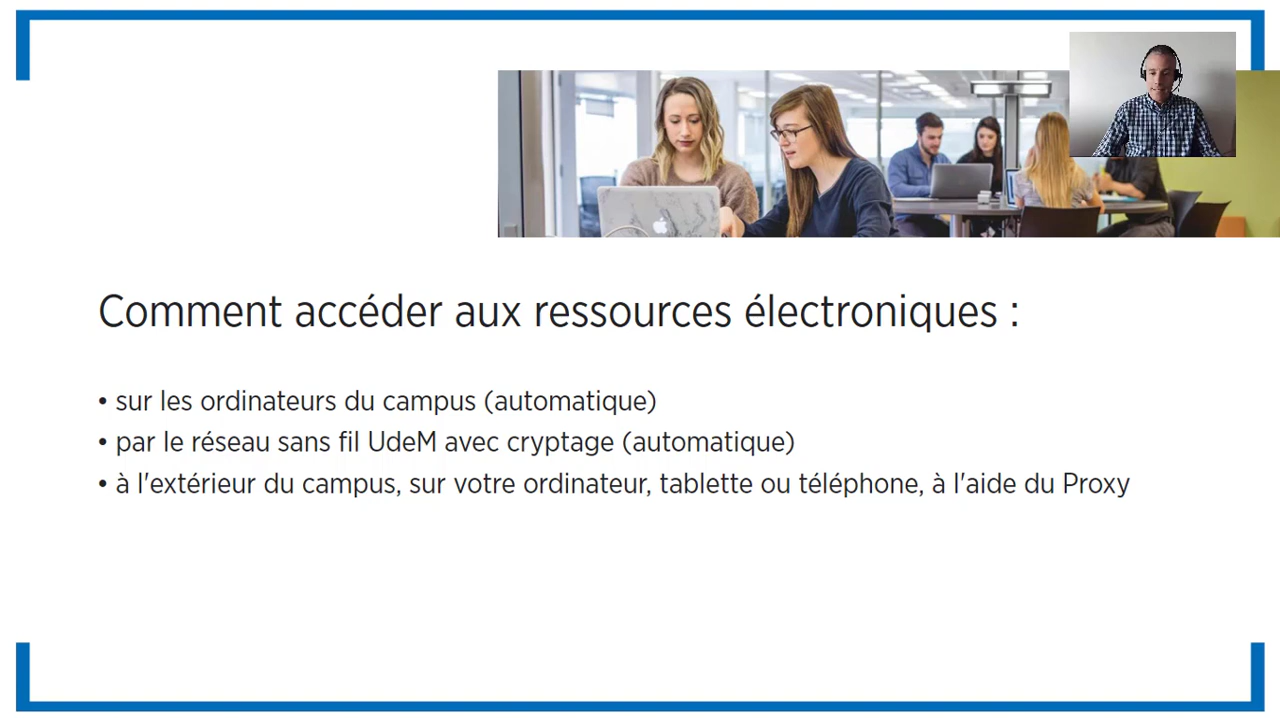 Comment accéder aux ressources électroniques :
• sur les ordinateurs du campus (automatique)
• par le réseau sans fil UdeM avec cryptage (automatique)
• à l'extérieur du campus, sur votre ordinateur, tablette ou téléphone, à l'aide du Proxy